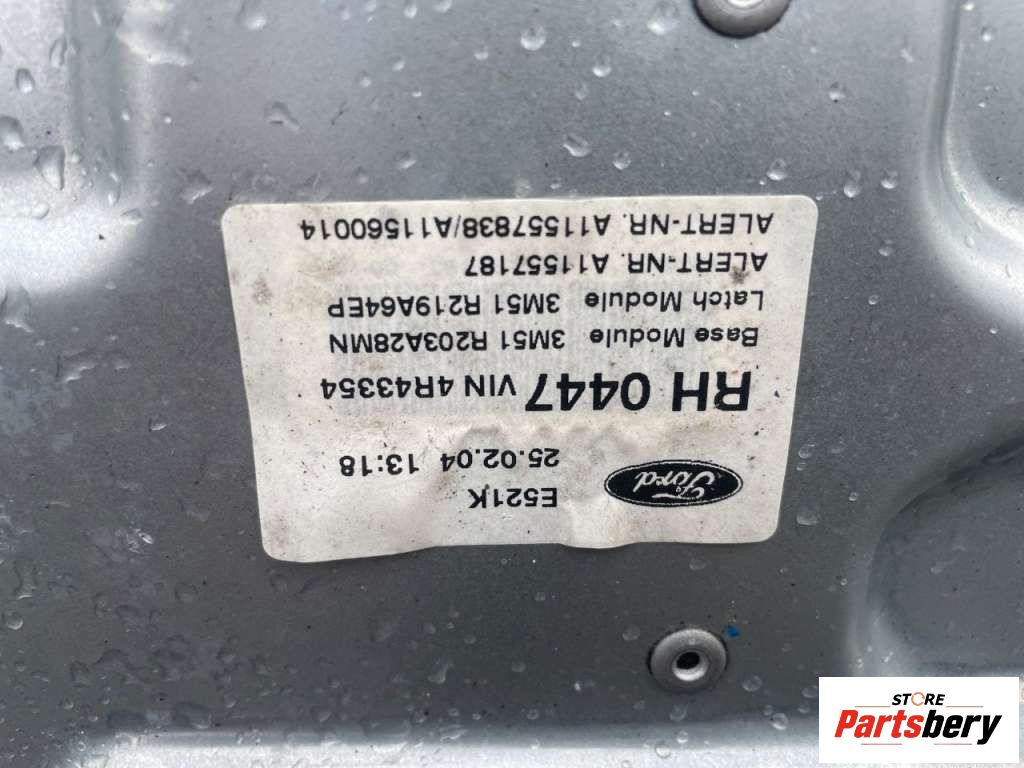 Ford
E521K
25.02.04 13:18
RH 0447 VIN 4R43354
Base Module 3M51 R203A28MN
Latch Module 3M51 R219A64EP
ALERT-NR. A11557187
ALERT-NR. A11557838/A11560014
STORE
Partsbery